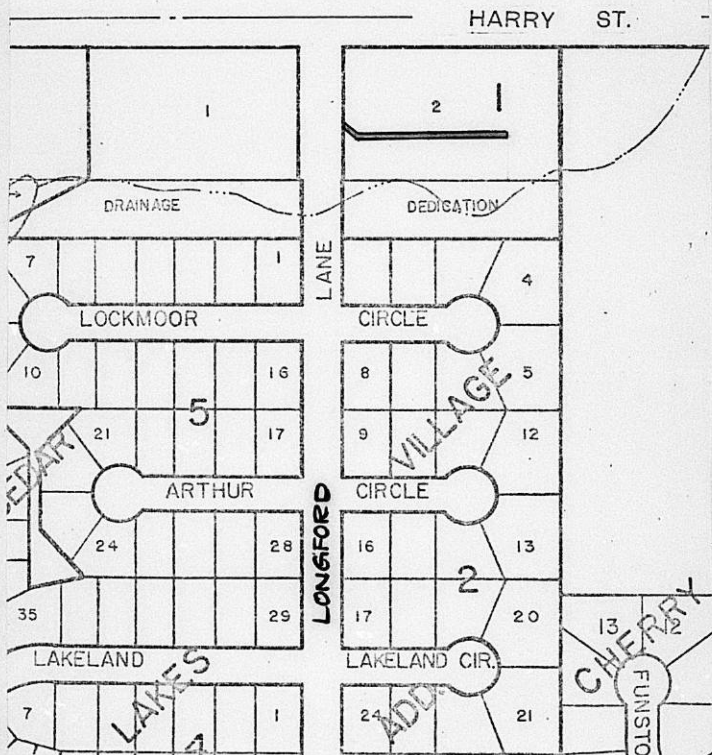 HARRY ST.
1
2 1
DRAINAGE
DEDICATION
LANE
7 1 4
LOCKMOOR CIRCLE
10 16 8 5
5
VILLAGE
21 17 9 12
CEDAR
ARTHUR CIRCLE
LONGFORD
24 28 16 13
2
35 29 17 20
13 12
CHERRY
LAKELAND LAKELAND CIR.
LAKES
ADD.
7 1 24 21
FUNSTO